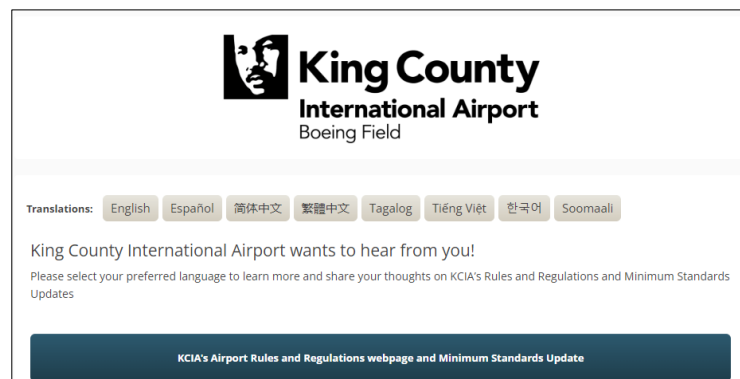 King County
International Airport
Boeing Field
Translations: English Español 简体中文 繁體中文 Tagalog Tiếng Việt 한국어 Soomaali
King County International Airport wants to hear from you!
Please select your preferred language to learn more and share your thoughts on KCIA's Rules and Regulations and Minimum Standards
Updates
KCIA's Airport Rules and Regulations webpage and Minimum Standards Update